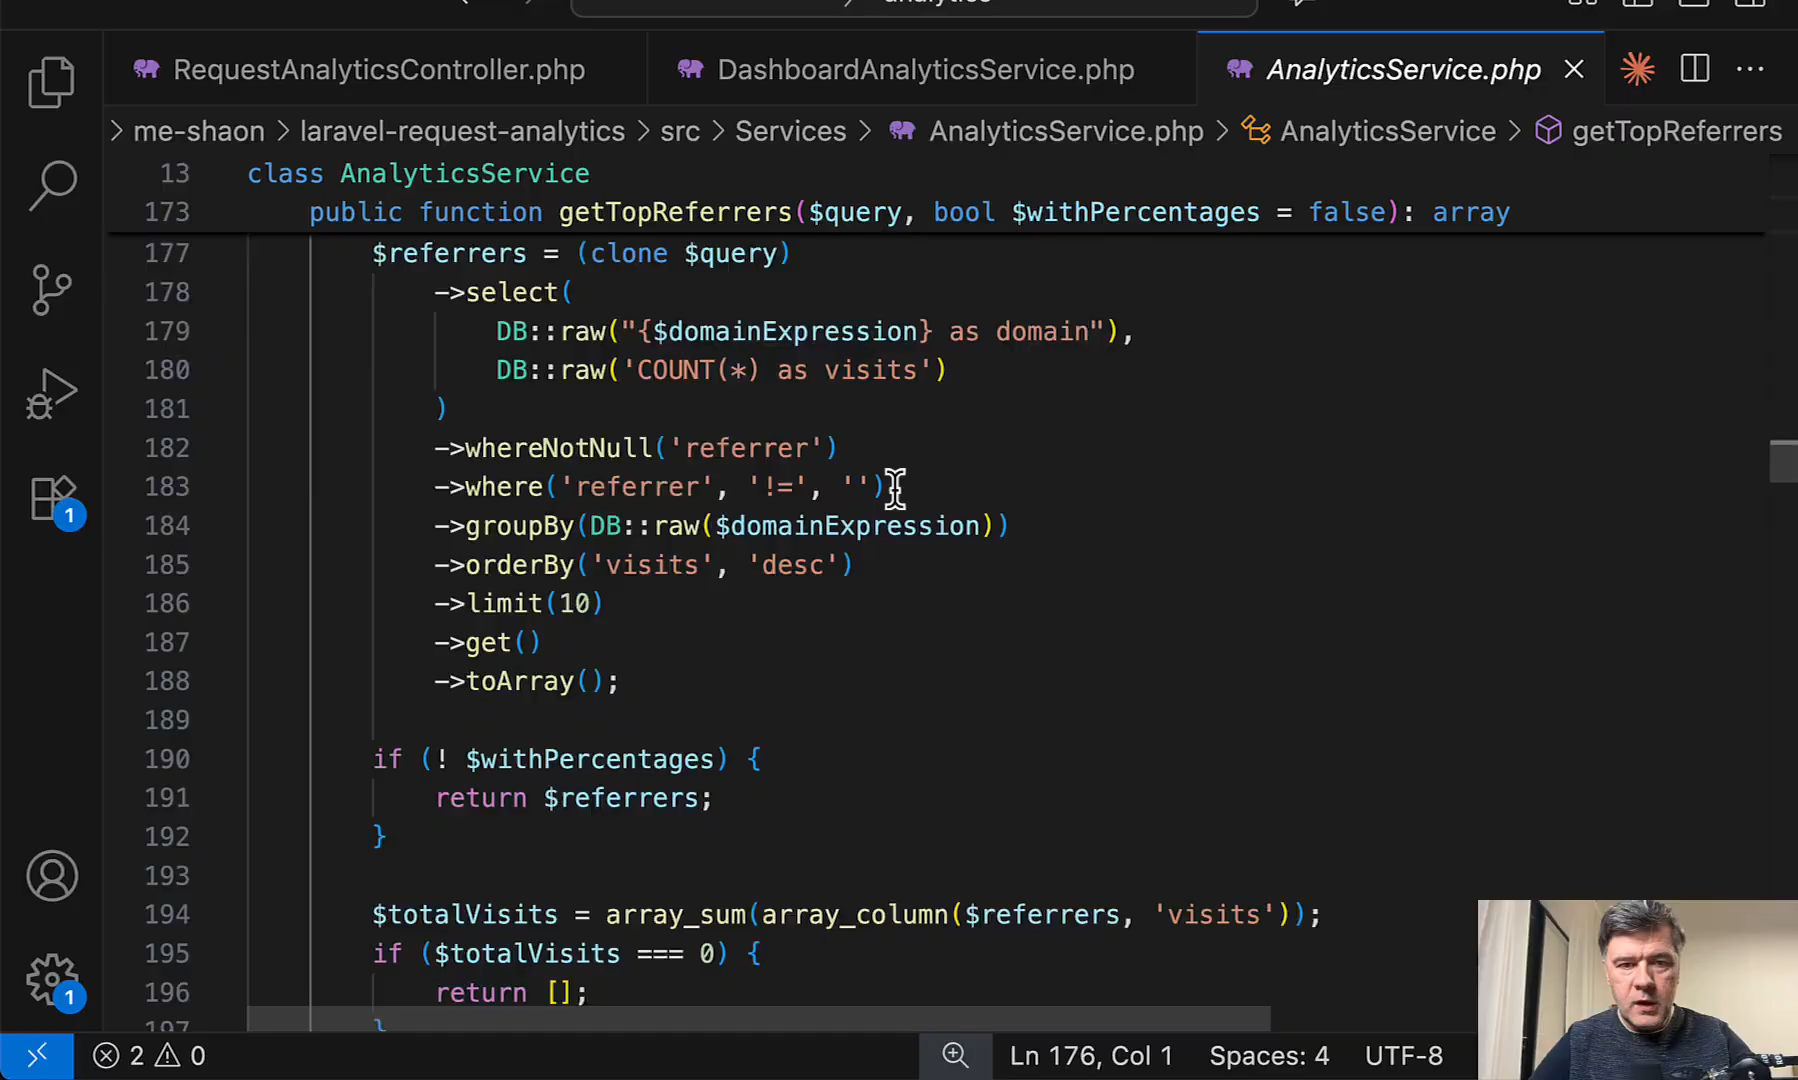 analytics
RequestAnalyticsController.php
DashboardAnalyticsService.php
AnalyticsService.php
me-shaon > laravel-request-analytics > src > Services > AnalyticsService.php > AnalyticsService > getTopReferrers
13 class AnalyticsService
173 public function getTopReferrers($query, bool $withPercentages = false): array
177 $referrers = (clone $query)
178 ->select(
179 DB::raw("{$domainExpression} as domain"),
180 DB::raw('COUNT(*) as visits')
181 )
182 ->whereNotNull('referrer')
183 ->where('referrer', '!=', '')
184 ->groupBy(DB::raw($domainExpression))
185 ->orderBy('visits', 'desc')
186 ->limit(10)
187 ->get()
188 ->toArray();
189
190 if (! $withPercentages) {
191 return $referrers;
192 }
193
194 $totalVisits = array_sum(array_column($referrers, 'visits'));
195 if ($totalVisits === 0) {
196 return [];
197 }
1
1
2 0
Ln 176, Col 1
Spaces: 4
UTF-8